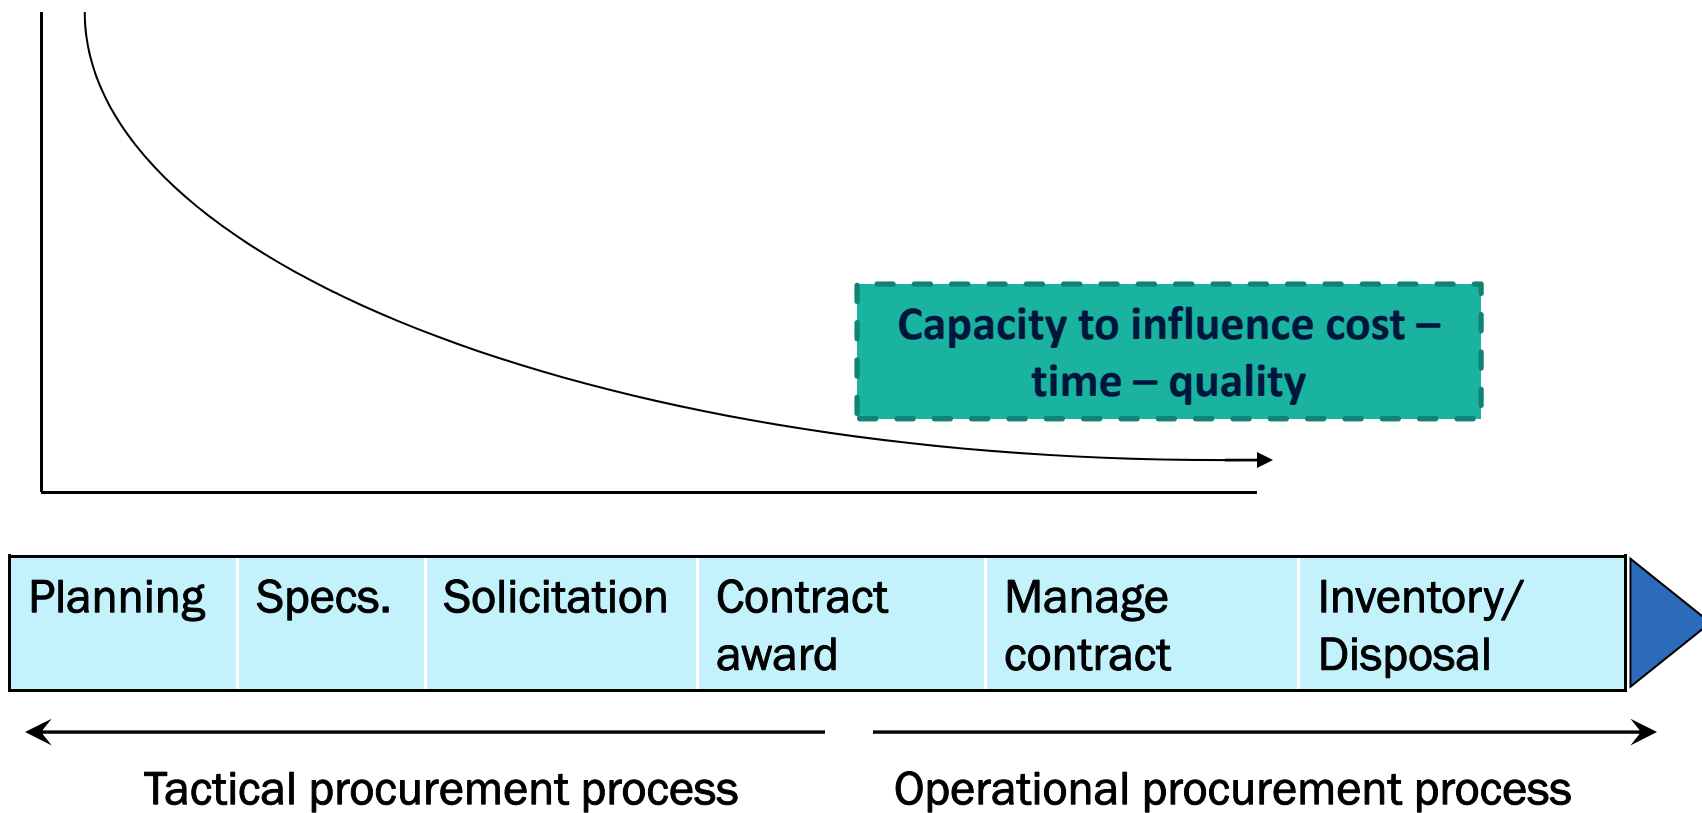 Capacity to influence cost –
time – quality
Planning
Specs.
Solicitation
Contract
award
Manage
contract
Inventory/
Disposal
Tactical procurement process
Operational procurement process